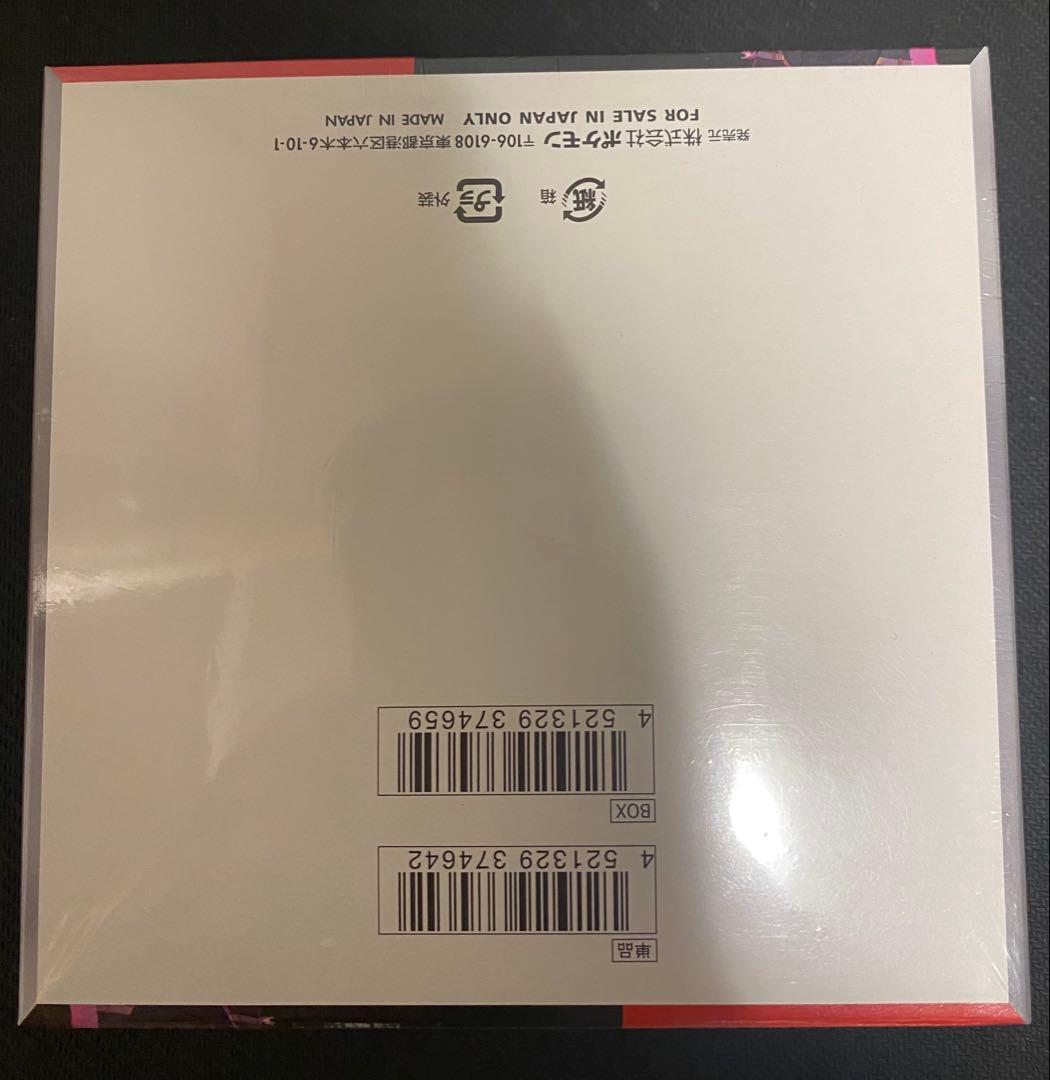 単品
4 521329 374642
BOX
4 521329 374659
紙 箱 プラ 外装
発売元 株式会社 ポケモン 〒106-6108 東京都港区六本木6-10-1
FOR SALE IN JAPAN ONLY MADE IN JAPAN